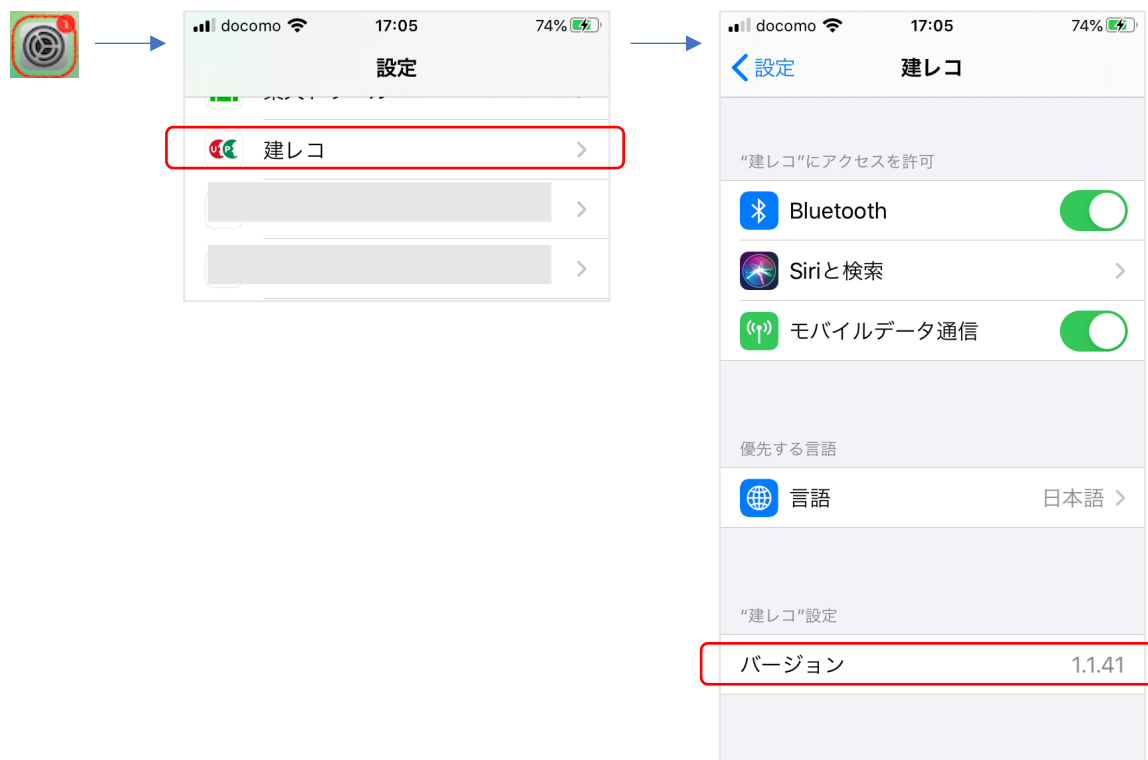 docomo 17:05 74%
設定
建レコ
docomo 17:05 74%
設定 建レコ
“建レコ”にアクセスを許可
Bluetooth
Siriと検索
モバイルデータ通信
優先する言語
言語 日本語
“建レコ”設定
バージョン 1.1.41